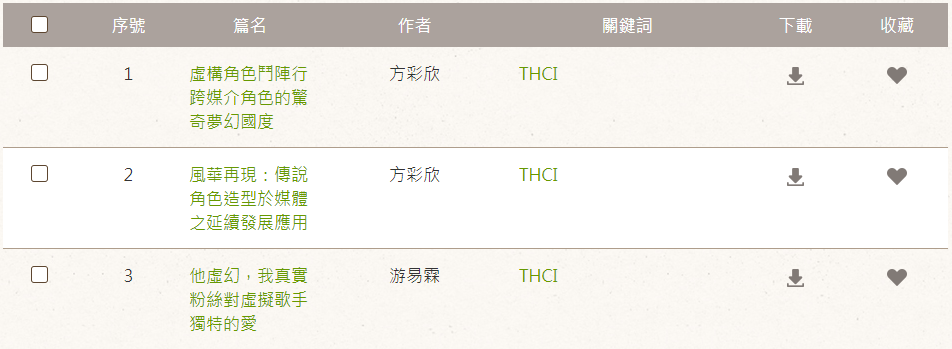 序號 篇名 作者 關鍵詞 下載 收藏
1 虛構角色鬥陣行 方彩欣 THCI
跨媒介角色的驚
奇夢幻國度
2 風華再現：傳說 方彩欣 THCI
角色造型於媒體
之延續發展應用
3 他虛幻，我真實 游易霖 THCI
粉絲對虛擬歌手
獨特的愛